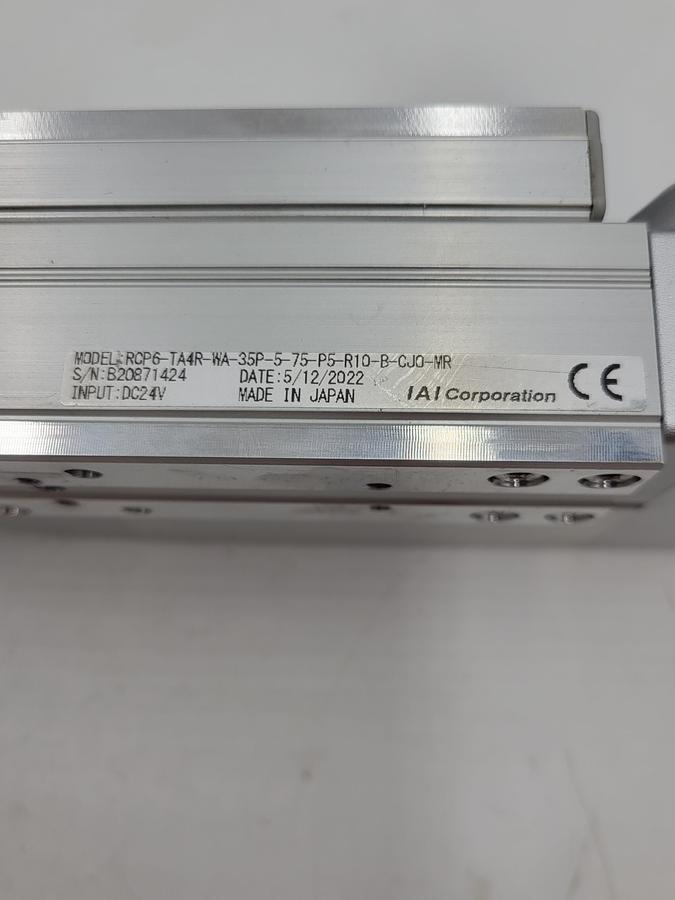 MODEL:RCP6-TA4R-WA-35P-5-75-P5-R10-B-CJO-MR
S/N:B20871424 DATE:5/12/2022
INPUT:DC24V MADE IN JAPAN IAI Corporation CE